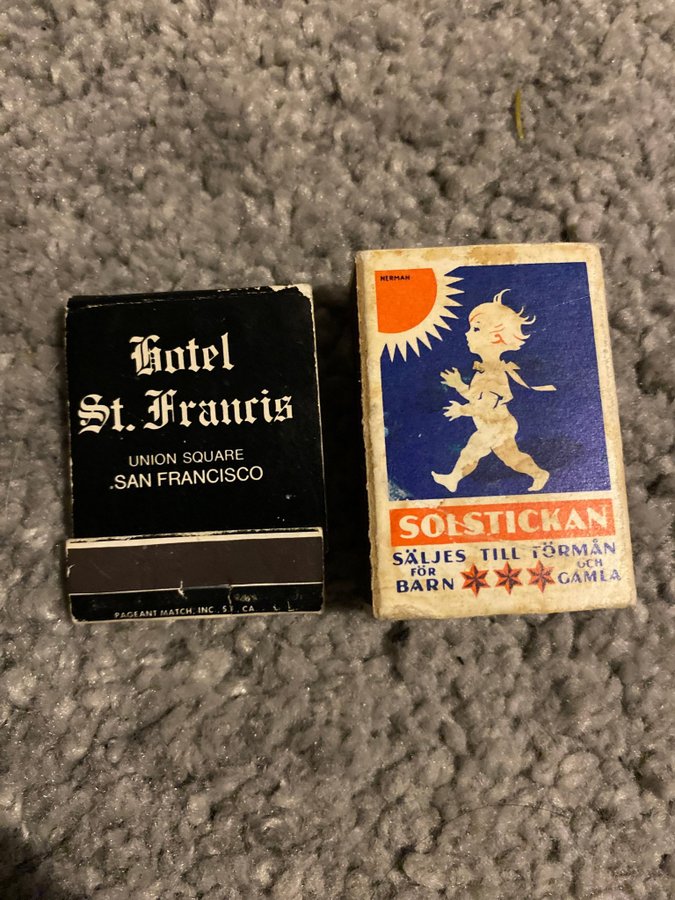 Hotel
St. Francis
UNION SQUARE
SAN FRANCISCO
PAGEANT MATCH, INC., S.F., CA.
NERMAN
SOLSTICKAN
SÄLJES TILL FÖRMÅN
FÖR BARN OCH GAMLA